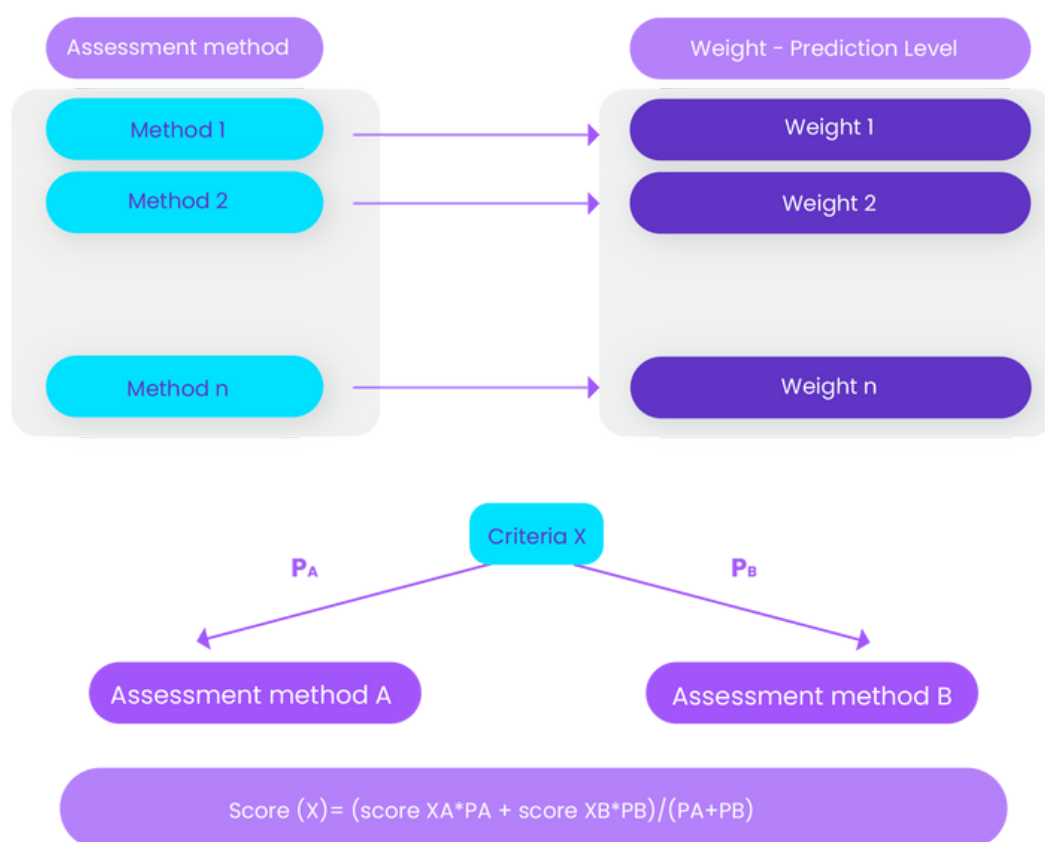 Assessment method
Weight - Prediction Level
Method 1
Weight 1
Method 2
Weight 2
Method n
Weight n
Criteria X
PA
PB
Assessment method A
Assessment method B
Score (X)= (score XA*PA + score XB*PB)/(PA+PB)